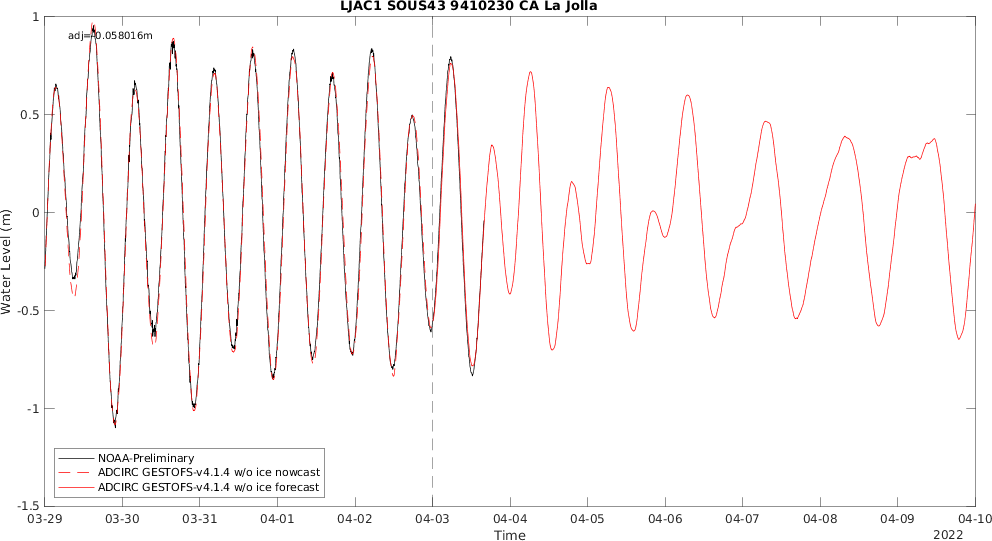 LJAC1 SOUS43 9410230 CA La Jolla
adj=-0.058016m
1
0.5
0
-0.5
-1
-1.5
Water Level (m)
NOAA-Preliminary
ADCIRC GESTOFS-v4.1.4 w/o ice nowcast
ADCIRC GESTOFS-v4.1.4 w/o ice forecast
03-29 03-30 03-31 04-01 04-02 04-03 04-04 04-05 04-06 04-07 04-08 04-09 04-10
Time
2022